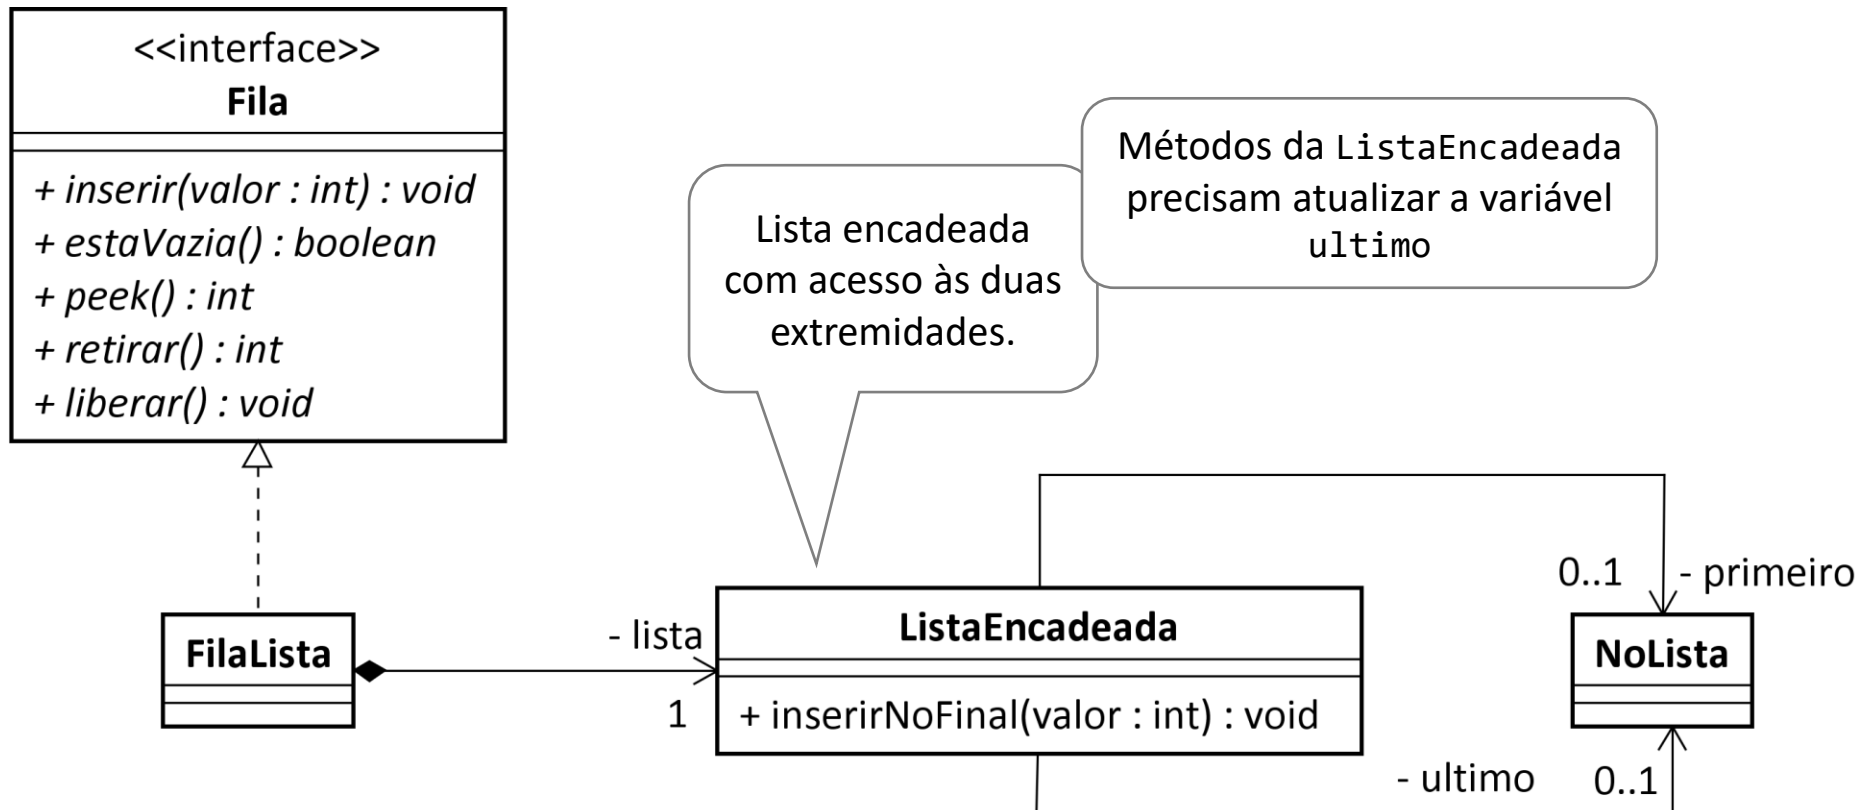 <<interface>>
Fila
+ inserir(valor : int) : void
+ estaVazia() : boolean
+ peek() : int
+ retirar() : int
+ liberar() : void
Lista encadeada
com acesso às duas
extremidades.
Métodos da ListaEncadeada
precisam atualizar a variável
ultimo
FilaLista
- lista
1
ListaEncadeada
+ inserirNoFinal(valor : int) : void
0..1
- primeiro
NoLista
- ultimo
0..1